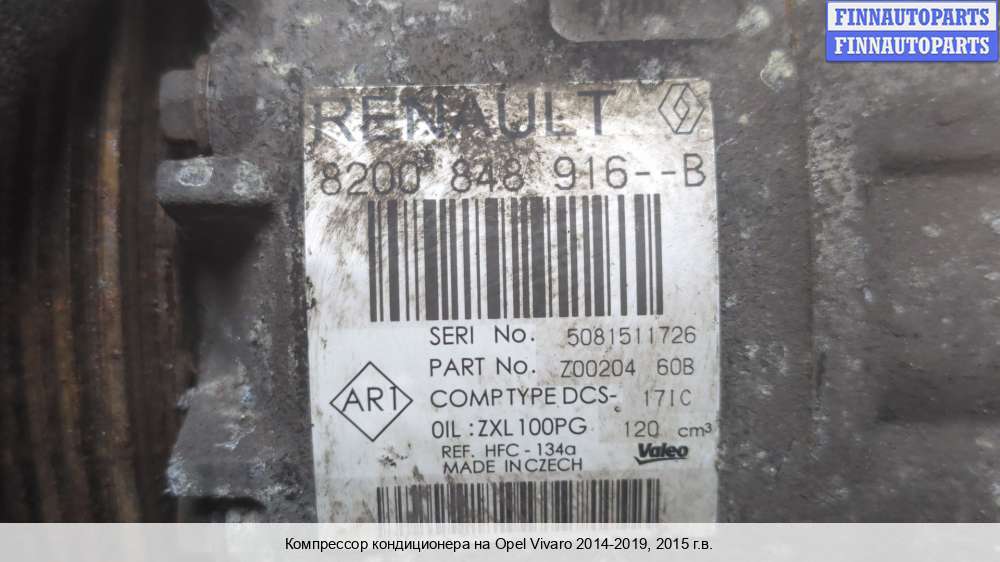 FINNAUTOPARTS
FINNAUTOPARTS
RENAULT
8200 848 916--B
SERI No. 5081511726
PART No. Z00204 60B
COMPTYPE DCS- 17IC
ART
OIL : ZXL100PG 120 cm³
REF. HFC - 134a
Valeo
MADE IN CZECH
Компрессор кондиционера на Opel Vivaro 2014-2019, 2015 г.в.